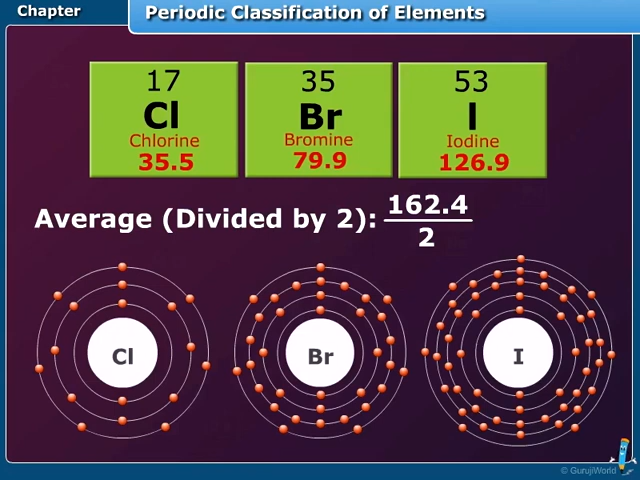 Chapter
Periodic Classification of Elements
17 35 53
Cl Br I
Chlorine Bromine Iodine
35.5 79.9 126.9
Average (Divided by 2): 162.4
2
Cl Br I
© GurujiWorld